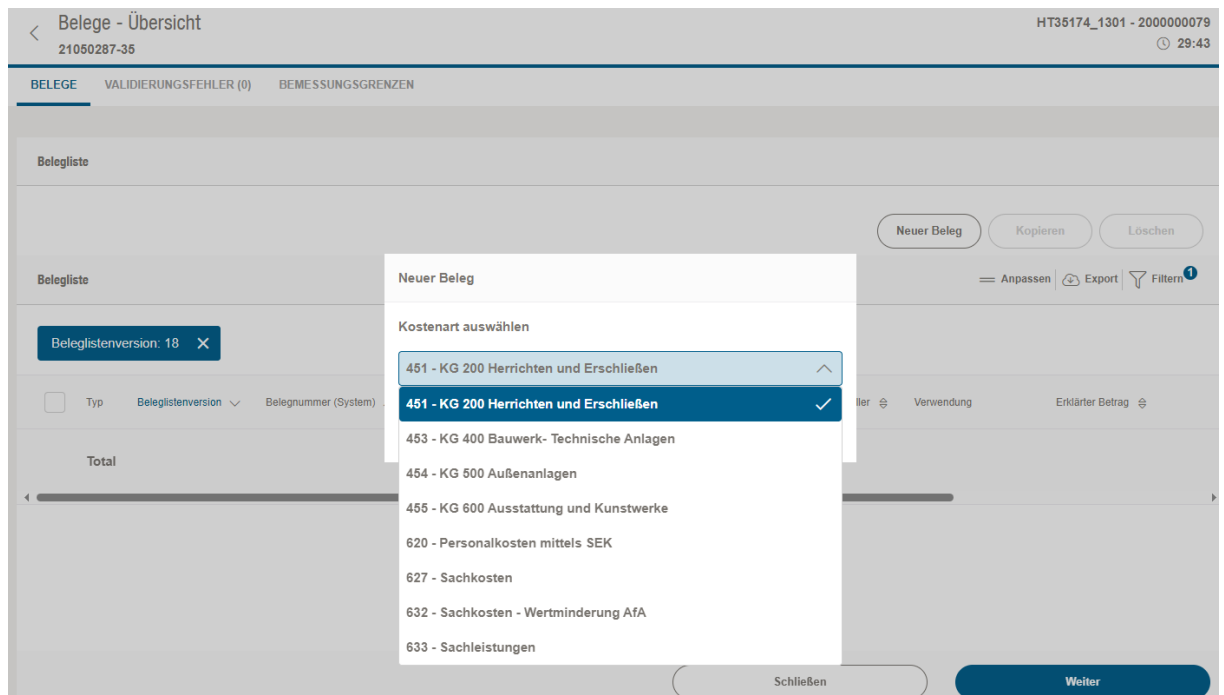 Belege - Übersicht
HT35174_1301 - 2000000079
21050287-35
29:43
BELEGE VALIDIERUNGSFEHLER (0) BEMESSUNGSGRENZEN
Belegliste
Neuer Beleg Kopieren Löschen
Belegliste
Anpassen Export Filtern 1
Beleglistenversion: 18
Typ Beleglistenversion Belegnummer (System) Verwendung Erklärter Betrag
Total
Neuer Beleg
Kostenart auswählen
451 - KG 200 Herrichten und Erschließen
451 - KG 200 Herrichten und Erschließen
453 - KG 400 Bauwerk- Technische Anlagen
454 - KG 500 Außenanlagen
455 - KG 600 Ausstattung und Kunstwerke
620 - Personalkosten mittels SEK
627 - Sachkosten
632 - Sachkosten - Wertminderung AfA
633 - Sachleistungen
Schließen Weiter